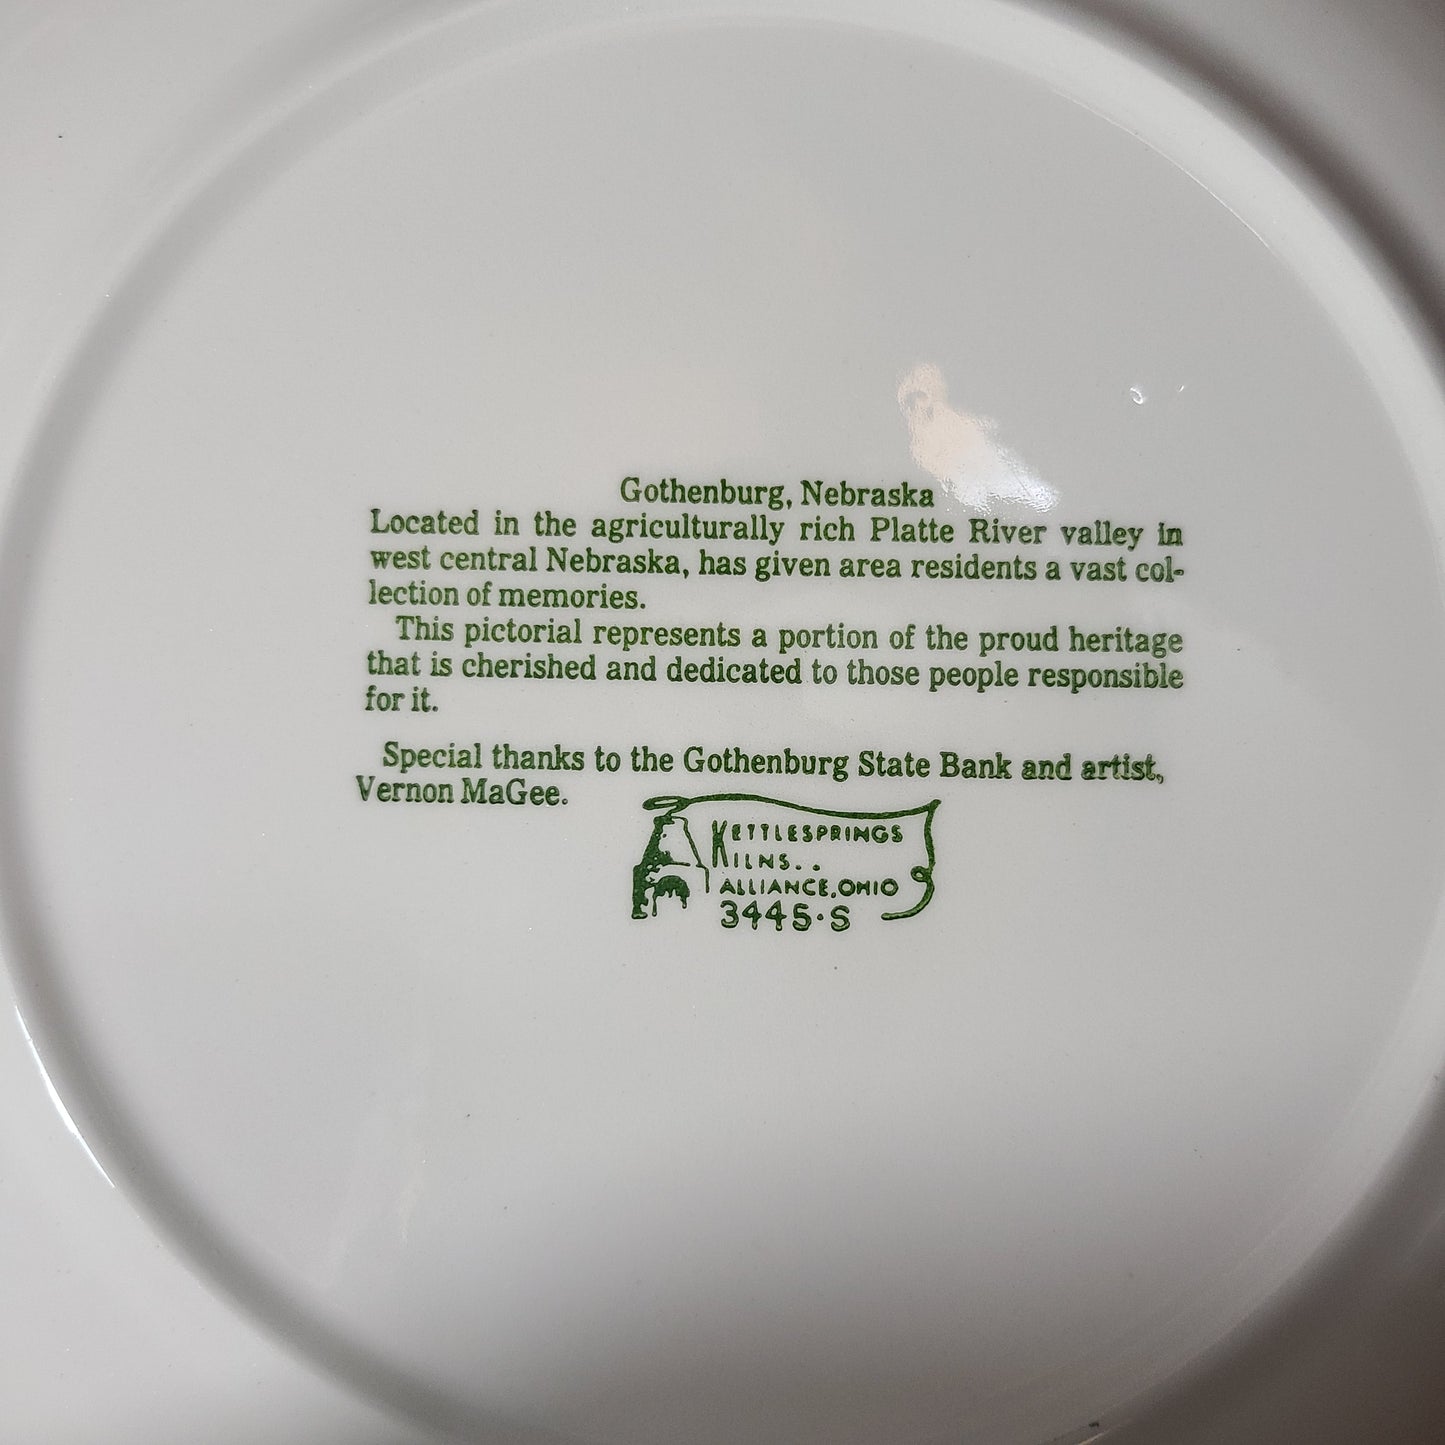 Gothenburg, Nebraska
Located in the agriculturally rich Platte River valley in
west central Nebraska, has given area residents a vast col-
lection of memories.
This pictorial represents a portion of the proud heritage
that is cherished and dedicated to those people responsible
for it.
Special thanks to the Gothenburg State Bank and artist,
Vernon MaGee.
KETTLESPRINGS
KILNS..
ALLIANCE, OHIO
3445·S